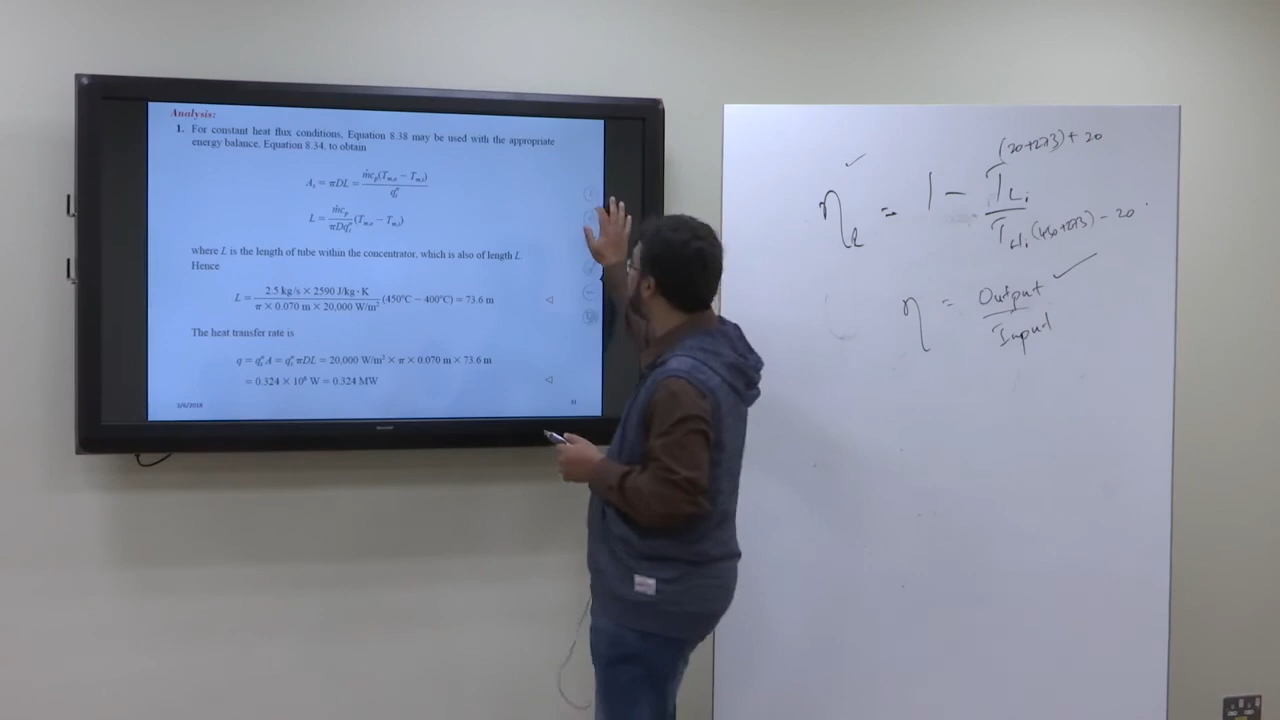 Analysis:
1. For constant heat flux conditions, Equation 8.38 may be used with the appropriate
energy balance, Equation 8.34, to obtain
Aₛ = πDL = ṁcₚ(Tₘ,ₒ − Tₘ,ᵢ) / q″ₛ
L = ṁcₚ / πDq″ₛ (Tₘ,ₒ − Tₘ,ᵢ)
where L is the length of tube within the concentrator, which is also of length L.
Hence
L = 2.5 kg/s × 2590 J/kg·K / π × 0.070 m × 20,000 W/m² (450°C − 400°C) = 73.6 m
The heat transfer rate is
q = q″ₛA = q″ₛπDL = 20,000 W/m² × π × 0.070 m × 73.6 m
= 0.324 × 10⁶ W = 0.324 MW
31
(20+273)+20
= 1 −
η = Output / Input